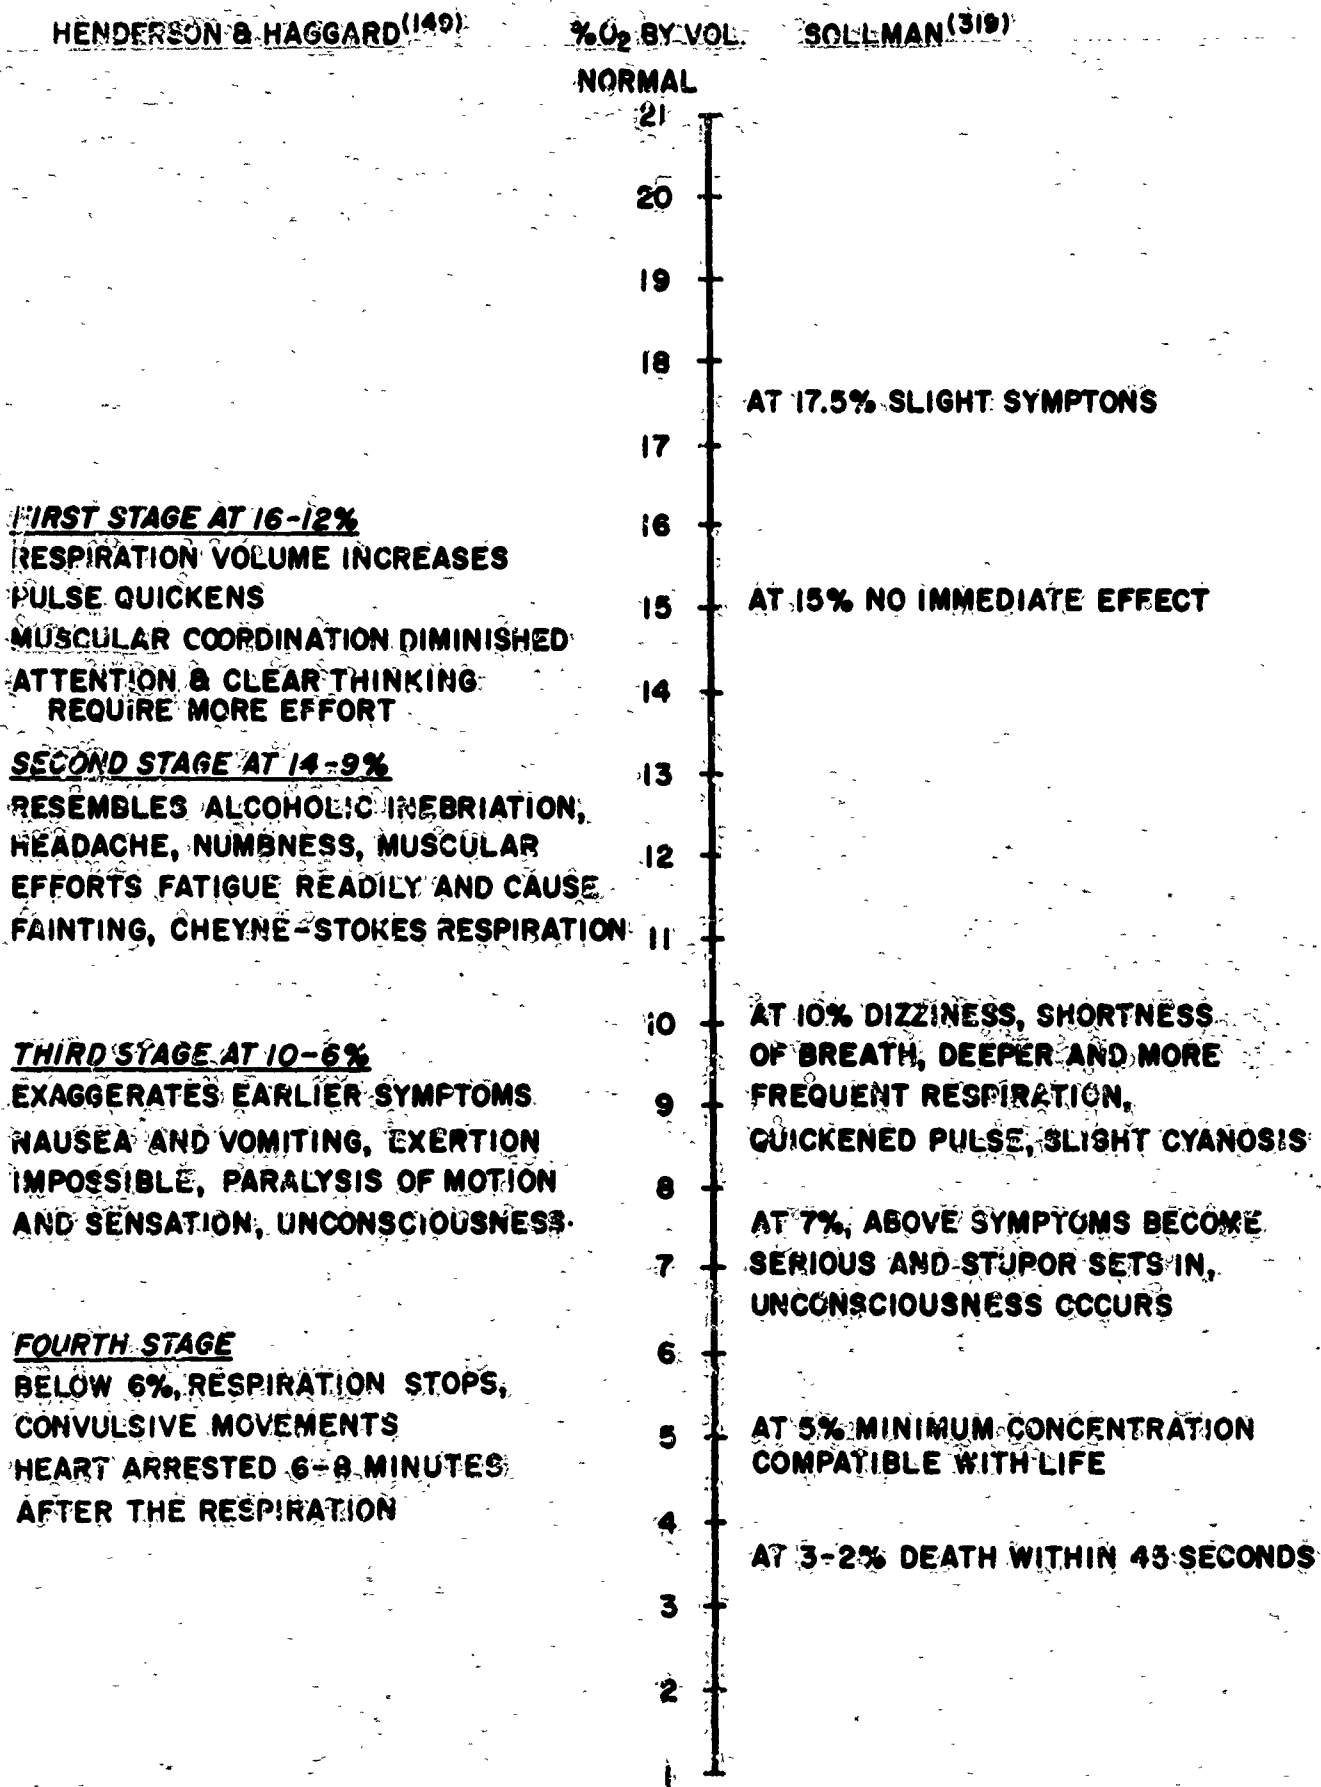 HENDERSON & HAGGARD(149) %O2 BY VOL. SOLLMAN(319)
NORMAL
21
20
19
18
AT 17.5% SLIGHT SYMPTONS
17
FIRST STAGE AT 16-12%
16
RESPIRATION VOLUME INCREASES
PULSE QUICKENS
15
AT 15% NO IMMEDIATE EFFECT
MUSCULAR COORDINATION DIMINISHED
ATTENTION & CLEAR THINKING
14
REQUIRE MORE EFFORT
SECOND STAGE AT 14-9%
13
RESEMBLES ALCOHOLIC INEBRIATION,
HEADACHE, NUMBNESS, MUSCULAR
12
EFFORTS FATIGUE READILY AND CAUSE
FAINTING, CHEYNE-STOKES RESPIRATION
11
10
AT 10% DIZZINESS, SHORTNESS
OF BREATH, DEEPER AND MORE
FREQUENT RESPIRATION,
QUICKENED PULSE, SLIGHT CYANOSIS
THIRD STAGE AT 10-6%
EXAGGERATES EARLIER SYMPTOMS
9
NAUSEA AND VOMITING, EXERTION
IMPOSSIBLE, PARALYSIS OF MOTION
8
AND SENSATION, UNCONSCIOUSNESS.
AT 7%, ABOVE SYMPTOMS BECOME
7
SERIOUS AND STUPOR SETS IN,
UNCONSCIOUSNESS OCCURS
FOURTH STAGE
6
BELOW 6%, RESPIRATION STOPS,
CONVULSIVE MOVEMENTS
5
AT 5% MINIMUM CONCENTRATION
COMPATIBLE WITH LIFE
HEART ARRESTED 6-8 MINUTES
AFTER THE RESPIRATION
4
AT 3-2% DEATH WITHIN 45 SECONDS
3
2
1